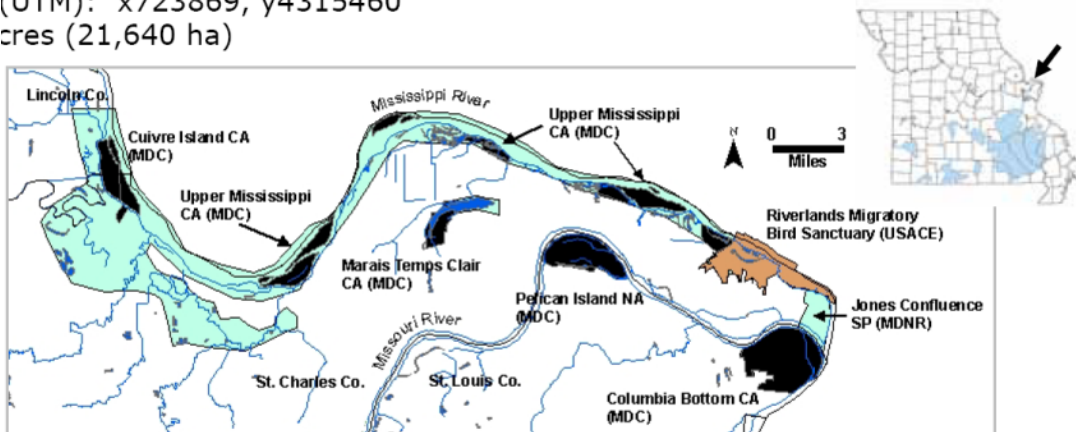 (UTM): x723869, y4315460
cres (21,640 ha)
Lincoln Co.
Mississippi River
Cuivre Island CA
(MDC)
Upper Mississippi
CA (MDC)
N
0 3
Miles
Upper Mississippi
CA (MDC)
Riverlands Migratory
Bird Sanctuary (USACE)
Marais Temps Clair
CA (MDC)
Pelican Island NA
(MDC)
Jones Confluence
SP (MDNR)
Missouri River
St. Charles Co.
St. Louis Co.
Columbia Bottom CA
(MDC)